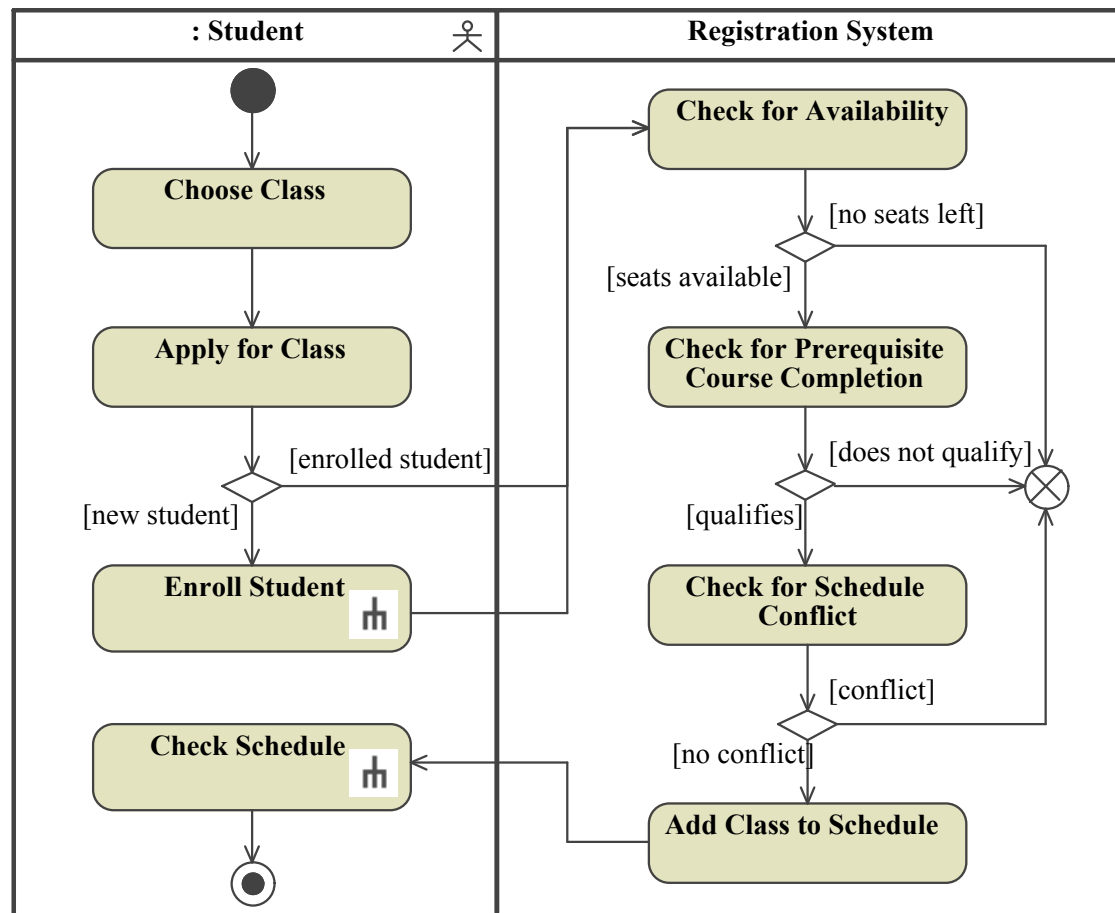 : Student
Registration System
Choose Class
Apply for Class
[enrolled student]
[new student]
Enroll Student
Check Schedule
Check for Availability
[no seats left]
[seats available]
Check for Prerequisite
Course Completion
[does not qualify]
[qualifies]
Check for Schedule
Conflict
[conflict]
[no conflict]
Add Class to Schedule